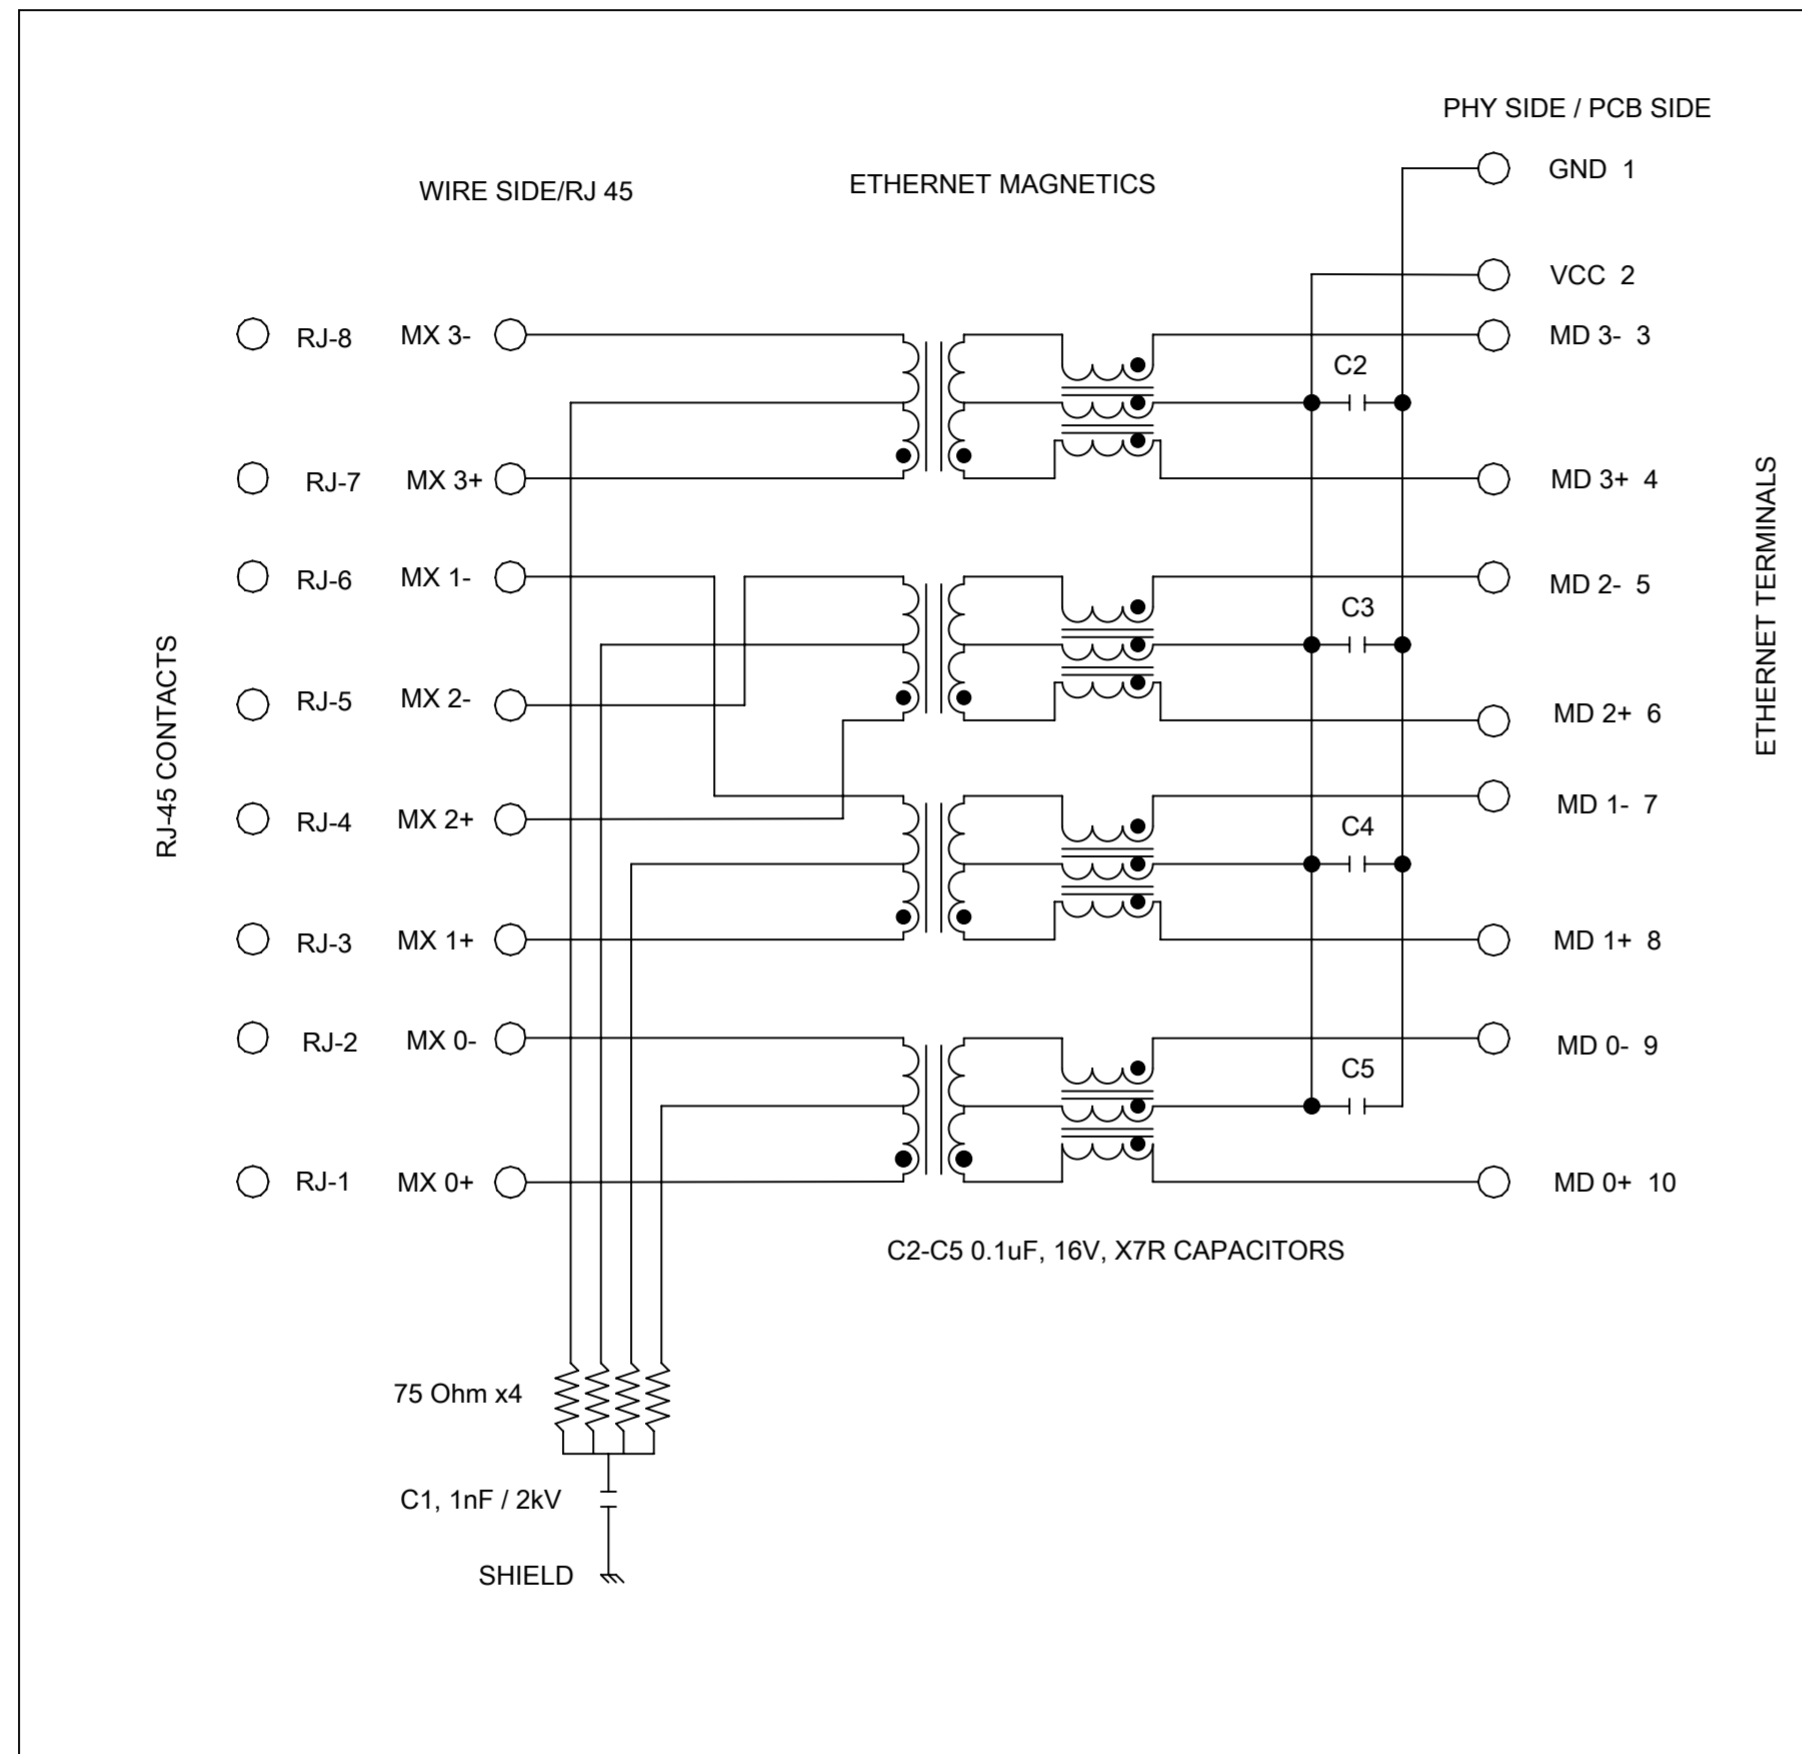 PHY SIDE / PCB SIDE
GND 1
WIRE SIDE/RJ 45
ETHERNET MAGNETICS
VCC 2
RJ-8 MX 3-
MD 3- 3
C2
RJ-7 MX 3+
MD 3+ 4
RJ-6 MX 1-
MD 2- 5
C3
RJ-5 MX 2-
MD 2+ 6
RJ-45 CONTACTS
ETHERNET TERMINALS
RJ-4 MX 2+
MD 1- 7
C4
RJ-3 MX 1+
MD 1+ 8
RJ-2 MX 0-
MD 0- 9
C5
RJ-1 MX 0+
MD 0+ 10
C2-C5 0.1uF, 16V, X7R CAPACITORS
75 Ohm x4
C1, 1nF / 2kV
SHIELD